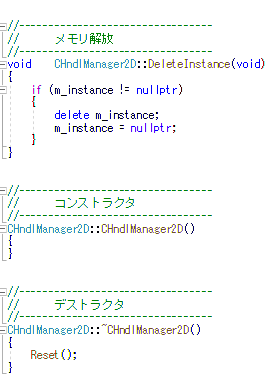 //---------------------------------
//	メモリ解放
//---------------------------------
void	CHndlManager2D::DeleteInstance(void)
{
	if (m_instance != nullptr)
	{
		delete m_instance;
		m_instance = nullptr;
	}
}
//---------------------------------
//	コンストラクタ
//---------------------------------
CHndlManager2D::CHndlManager2D()
{
}
//---------------------------------
//	デストラクタ
//---------------------------------
CHndlManager2D::~CHndlManager2D()
{
	Reset();
}